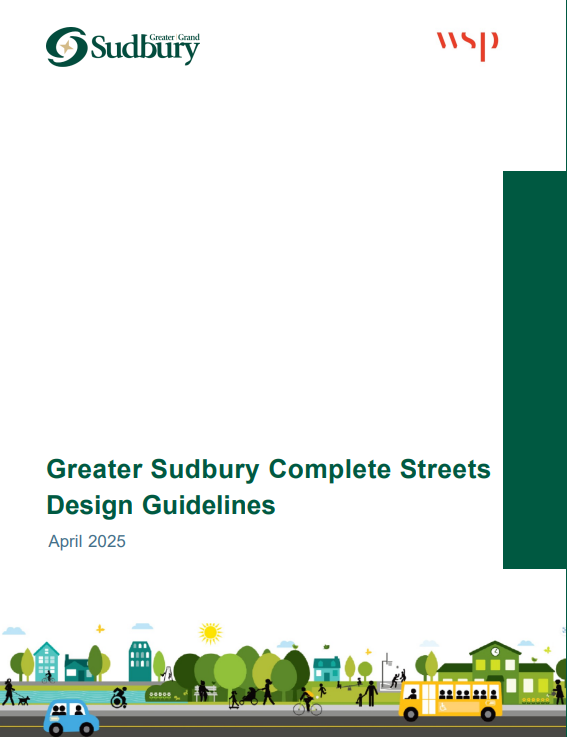 Greater Grand
Sudbury
wsp
Greater Sudbury Complete Streets
Design Guidelines
April 2025